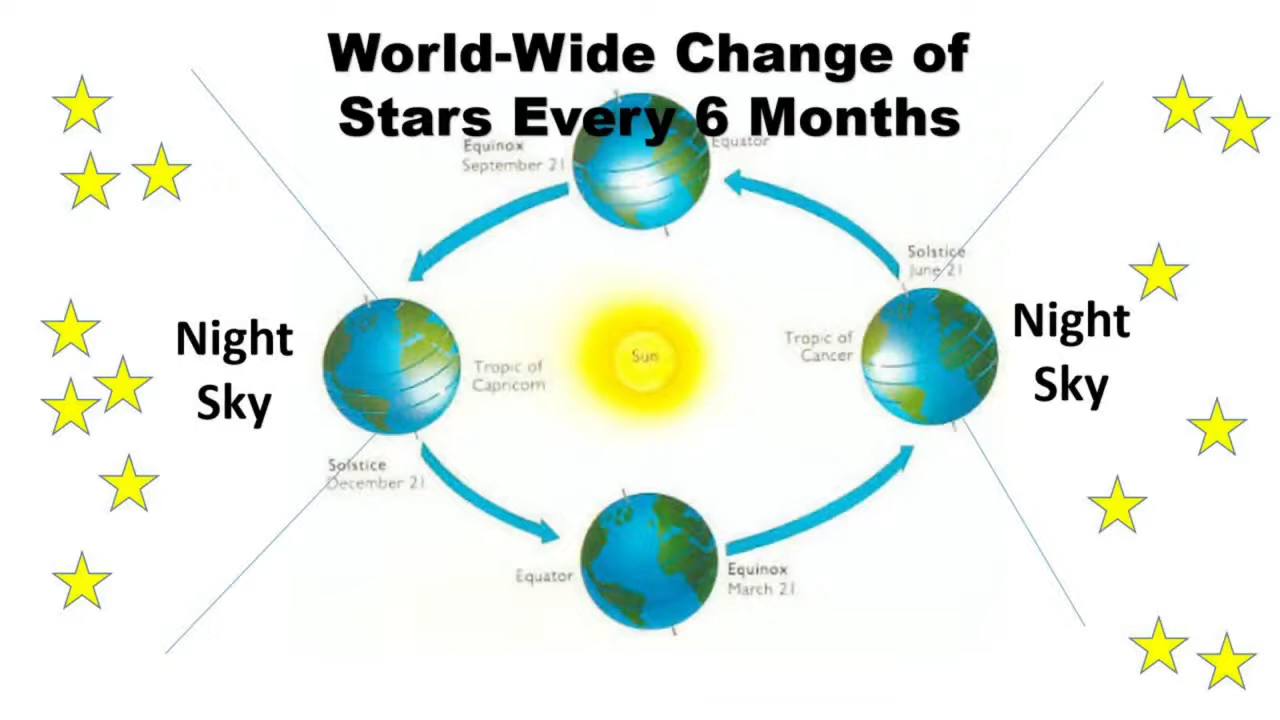 World-Wide Change of
Stars Every 6 Months
Equinox
September 21
Equator
Solstice
June 21
Night
Sky
Tropic of
Capricorn
Sun
Tropic of
Cancer
Night
Sky
Solstice
December 21
Equator
Equinox
March 21